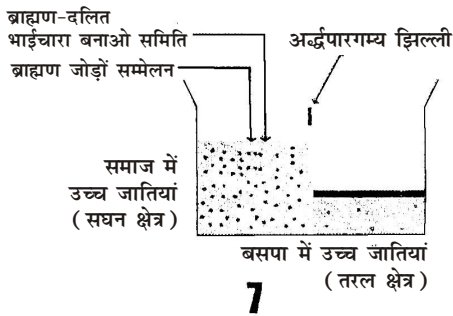 ब्राह्मण-दलित
भाईचारा बनाओ समिति
ब्राह्मण जोड़ों सम्मेलन
अर्द्धपारगम्य झिल्ली
समाज में
उच्च जातियां
(सघन क्षेत्र)
बसपा में उच्च जातियां
(तरल क्षेत्र)
7